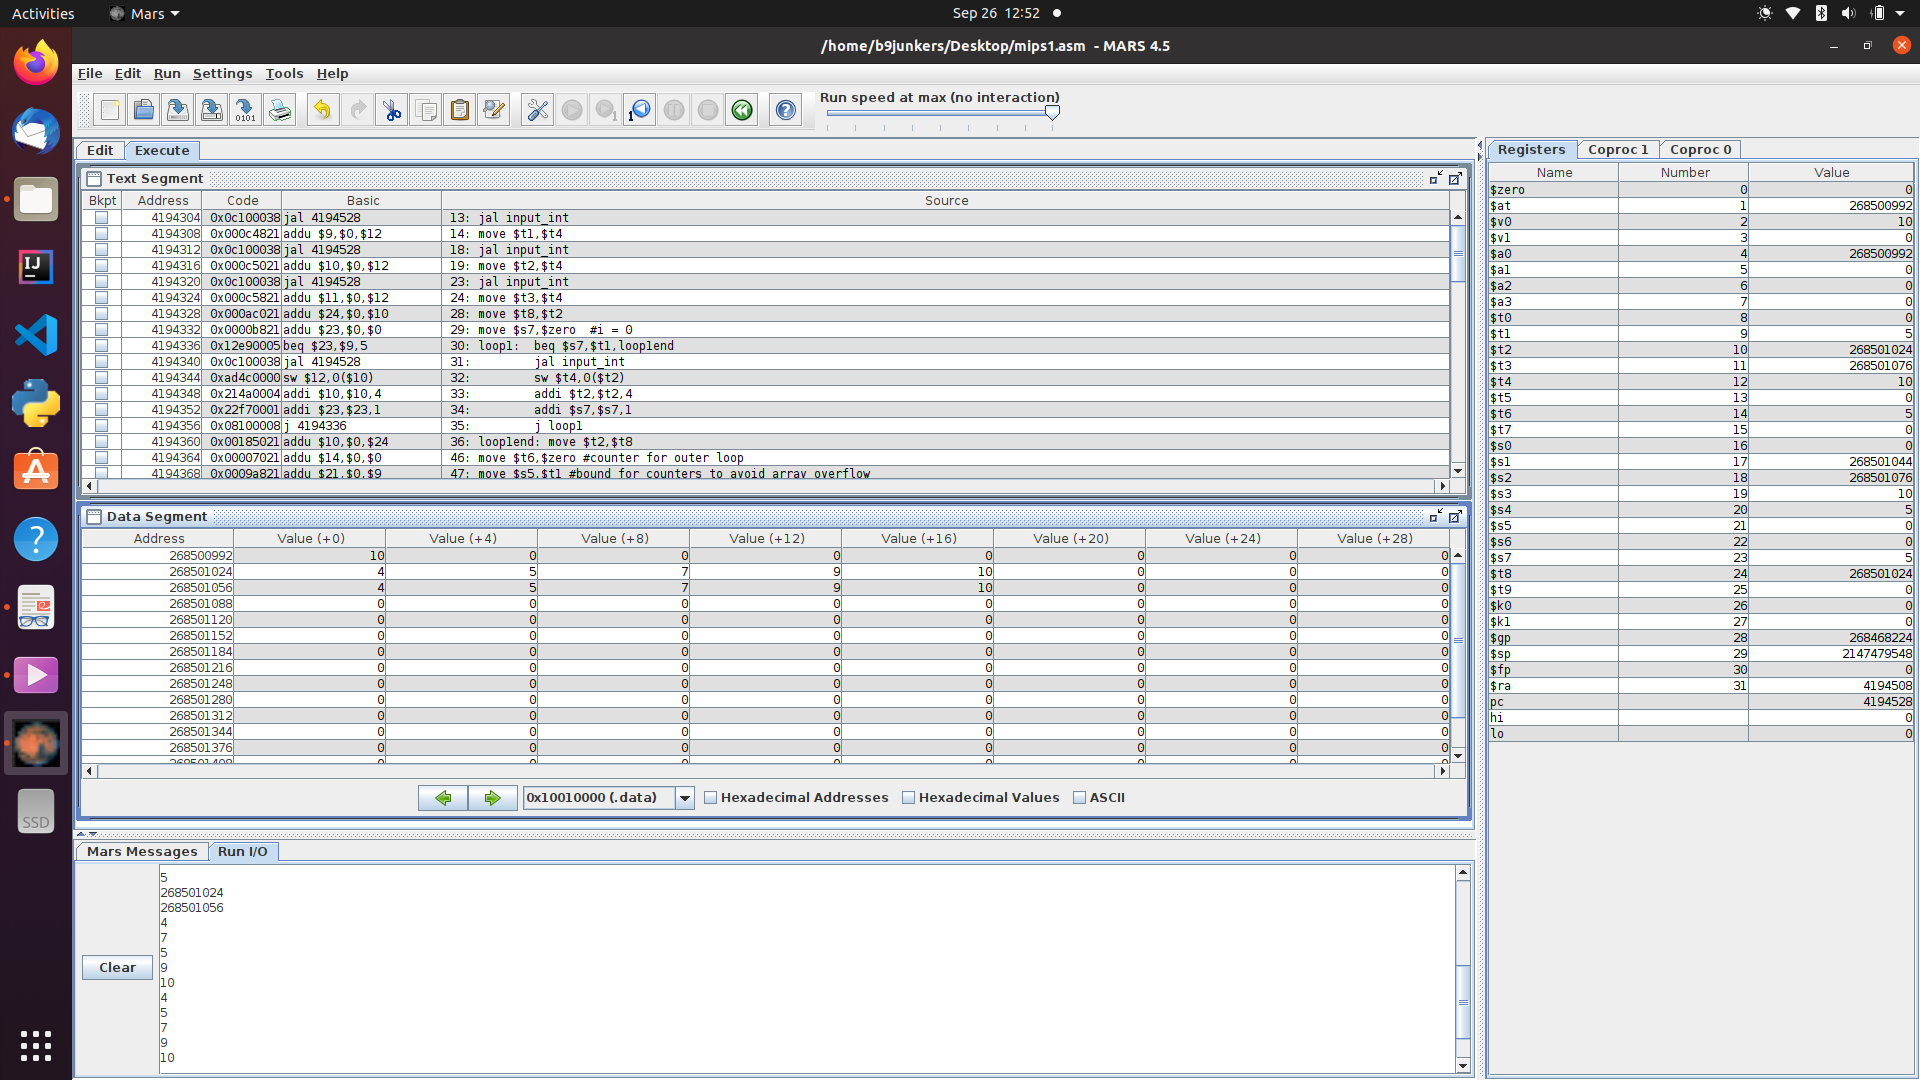 Activities Mars Sep 26 12:52
/home/b9junkers/Desktop/mips1.asm - MARS 4.5
File Edit Run Settings Tools Help
Run speed at max (no interaction)
Edit Execute
Text Segment
Bkpt Address Code Basic Source
4194304 0x0c100038 jal 4194528 13: jal input_int
4194308 0x000c4821 addu $9,$0,$12 14: move $t1,$t4
4194312 0x0c100038 jal 4194528 18: jal input_int
4194316 0x000c5021 addu $10,$0,$12 19: move $t2,$t4
4194320 0x0c100038 jal 4194528 23: jal input_int
4194324 0x000c5821 addu $11,$0,$12 24: move $t3,$t4
4194328 0x000ac021 addu $24,$0,$10 28: move $t8,$t2
4194332 0x0000b821 addu $23,$0,$0 29: move $s7,$zero #i = 0
4194336 0x12e90005 beq $23,$9,5 30: loop1: beq $s7,$t1,loop1end
4194340 0x0c100038 jal 4194528 31: jal input_int
4194344 0xad4c0000 sw $12,0($10) 32: sw $t4,0($t2)
4194348 0x214a0004 addi $10,$10,4 33: addi $t2,$t2,4
4194352 0x22f70001 addi $23,$23,1 34: addi $s7,$s7,1
4194356 0x08100008 j 4194336 35: j loop1
4194360 0x00185021 addu $10,$0,$24 36: loop1end: move $t2,$t8
4194364 0x00007021 addu $14,$0,$0 46: move $t6,$zero #counter for outer loop
4194368 0x0009a821 addu $21,$0,$9 47: move $s5,$t1 #bound for counters to avoid array overflow
Data Segment
Address Value (+0) Value (+4) Value (+8) Value (+12) Value (+16) Value (+20) Value (+24) Value (+28)
268500992 10 0 0 0 0 0 0 0
268501024 4 5 7 9 10 0 0 0
268501056 4 5 7 9 10 0 0 0
268501088 0 0 0 0 0 0 0 0
268501120 0 0 0 0 0 0 0 0
268501152 0 0 0 0 0 0 0 0
268501184 0 0 0 0 0 0 0 0
268501216 0 0 0 0 0 0 0 0
268501248 0 0 0 0 0 0 0 0
268501280 0 0 0 0 0 0 0 0
268501312 0 0 0 0 0 0 0 0
268501344 0 0 0 0 0 0 0 0
268501376 0 0 0 0 0 0 0 0
268501408 0 0 0 0 0 0 0 0
0x10010000 (.data) Hexadecimal Addresses Hexadecimal Values ASCII
Mars Messages Run I/O
Clear
5
268501024
268501056
4
7
5
9
10
4
5
7
9
10
Registers Coproc 1 Coproc 0
Name Number Value
$zero 0 0
$at 1 268500992
$v0 2 10
$v1 3 0
$a0 4 268500992
$a1 5 0
$a2 6 0
$a3 7 0
$t0 8 0
$t1 9 5
$t2 10 268501024
$t3 11 268501076
$t4 12 10
$t5 13 0
$t6 14 5
$t7 15 0
$s0 16 0
$s1 17 268501044
$s2 18 268501076
$s3 19 10
$s4 20 5
$s5 21 0
$s6 22 0
$s7 23 5
$t8 24 268501024
$t9 25 0
$k0 26 0
$k1 27 0
$gp 28 268468224
$sp 29 2147479548
$fp 30 0
$ra 31 4194508
pc 4194528
hi 0
lo 0
SSD